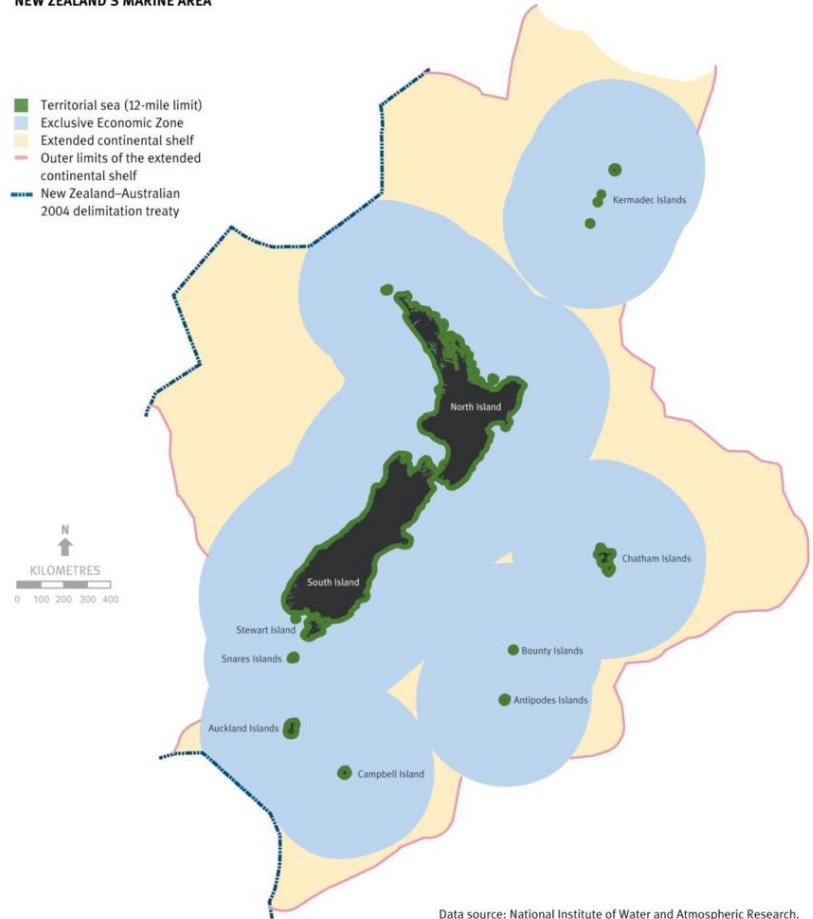 NEW ZEALAND'S MARINE AREA
Territorial sea (12-mile limit)
Exclusive Economic Zone
Extended continental shelf
Outer limits of the extended
continental shelf
New Zealand–Australian
2004 delimitation treaty
Kermadec Islands
North Island
N
KILOMETRES
0 100 200 300 400
Chatham Islands
South Island
Stewart Island
Bounty Islands
Snares Islands
Antipodes Islands
Auckland Islands
Campbell Island
Data source: National Institute of Water and Atmospheric Research.